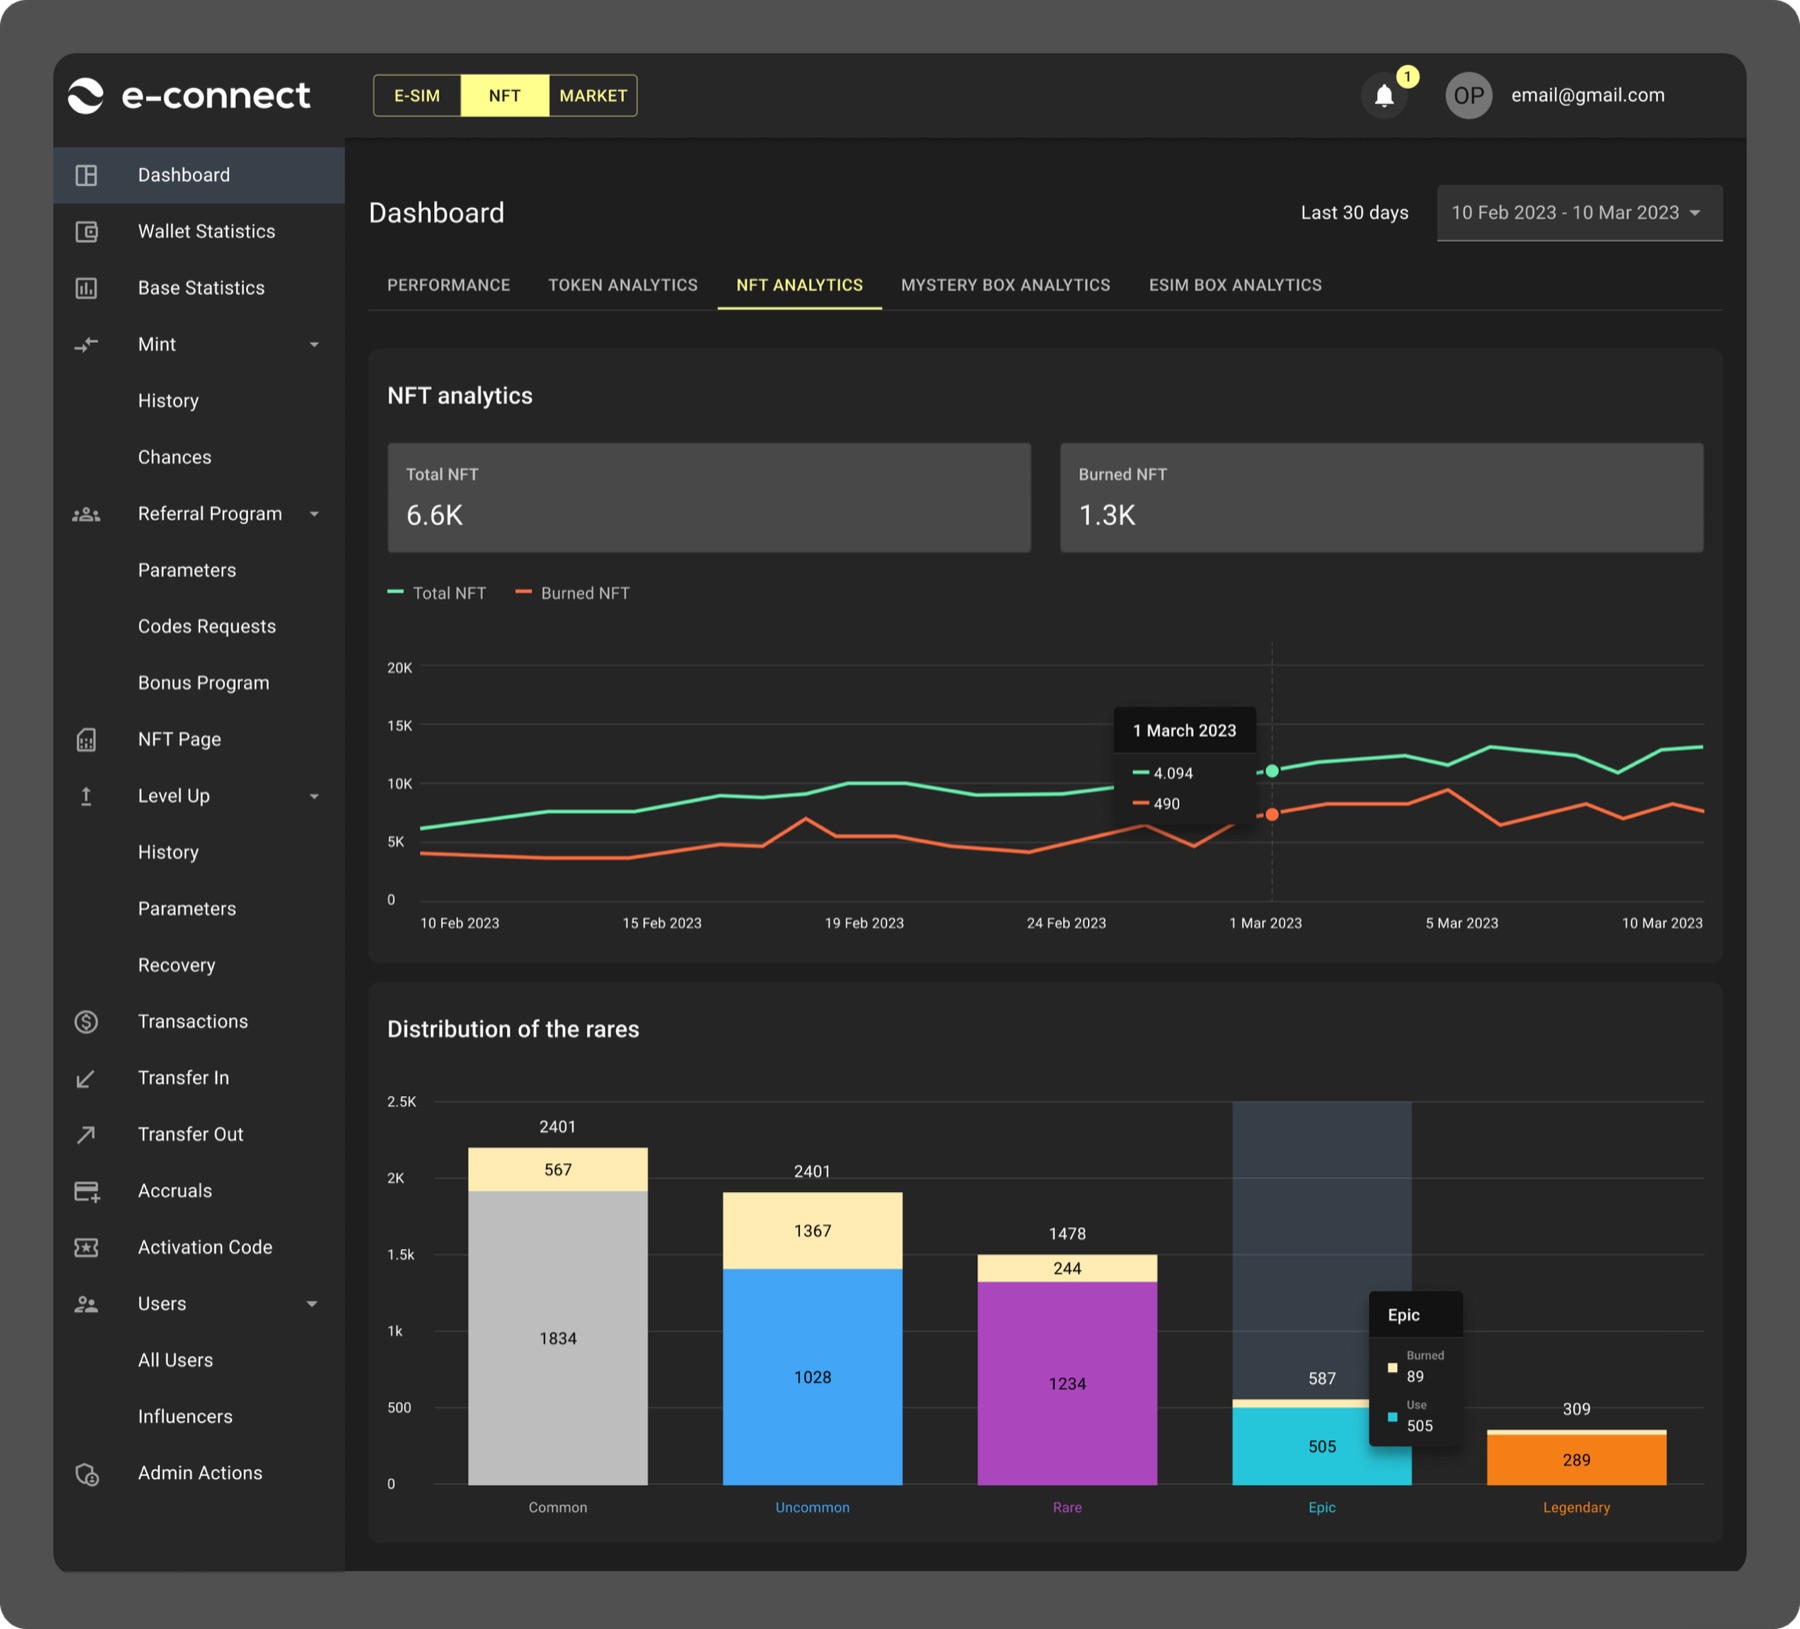 e-connect
E-SIM NFT MARKET
1
OP email@gmail.com
Dashboard
Wallet Statistics
Base Statistics
Mint
History
Chances
Referral Program
Parameters
Codes Requests
Bonus Program
NFT Page
Level Up
History
Parameters
Recovery
Transactions
Transfer In
Transfer Out
Accruals
Activation Code
Users
All Users
Influencers
Admin Actions
Dashboard
Last 30 days 10 Feb 2023 - 10 Mar 2023
PERFORMANCE TOKEN ANALYTICS NFT ANALYTICS MYSTERY BOX ANALYTICS ESIM BOX ANALYTICS
NFT analytics
Total NFT
6.6K
Burned NFT
1.3K
Total NFT Burned NFT
20K
15K
10K
5K
0
1 March 2023
4.094
490
10 Feb 2023 15 Feb 2023 19 Feb 2023 24 Feb 2023 1 Mar 2023 5 Mar 2023 10 Mar 2023
Distribution of the rares
2.5K
2K
1.5k
1k
500
0
2401
567
1834
2401
1367
1028
1478
244
1234
587
505
Epic
Burned
89
Use
505
309
289
Common Uncommon Rare Epic Legendary